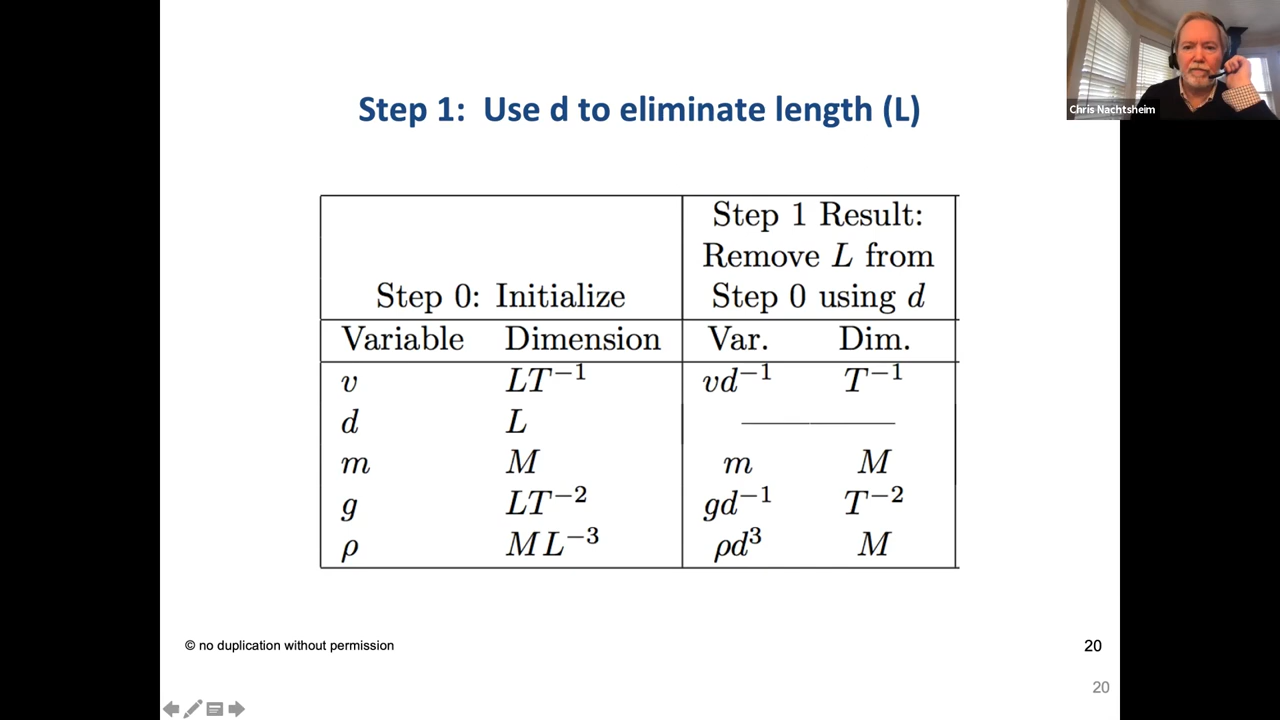 Chris Nachtsheim
Step 1: Use d to eliminate length (L)
Step 0: Initialize
Step 1 Result:
Remove L from
Step 0 using d
Variable Dimension Var. Dim.
v LT⁻¹ vd⁻¹ T⁻¹
d L
m M m M
g LT⁻² gd⁻¹ T⁻²
ρ ML⁻³ ρd³ M
© no duplication without permission
20
20